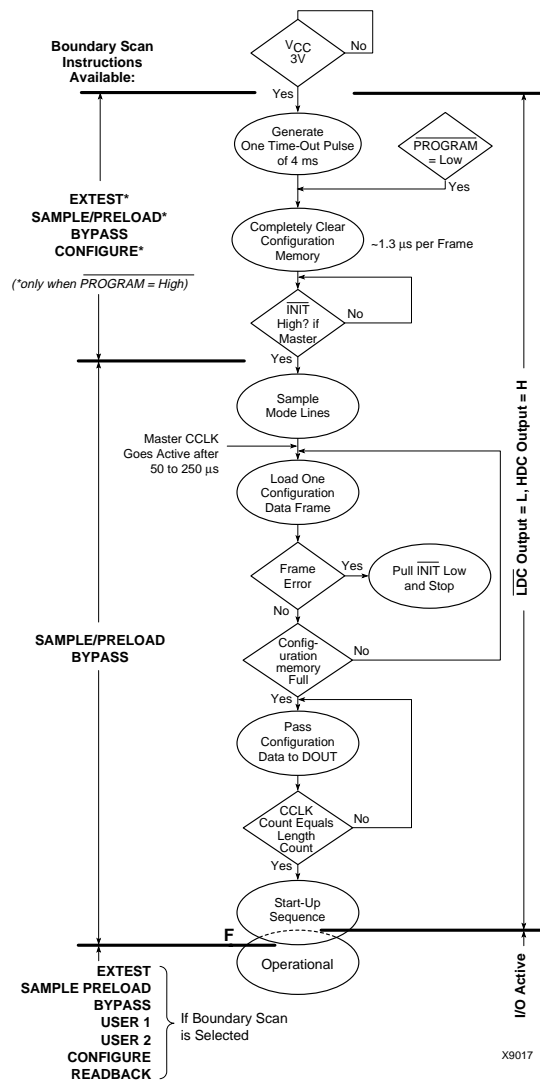 Boundary Scan
Instructions
Available:
VCC
3V
No
Yes
Generate
One Time-Out Pulse
of 4 ms
PROGRAM
= Low
Yes
EXTEST*
SAMPLE/PRELOAD*
BYPASS
CONFIGURE*
(*only when PROGRAM = High)
Completely Clear
Configuration
Memory
~1.3 µs per Frame
INIT
High? if
Master
No
Yes
Sample
Mode Lines
Master CCLK
Goes Active after
50 to 250 µs
Load One
Configuration
Data Frame
Frame
Error
Yes
Pull INIT Low
and Stop
No
SAMPLE/PRELOAD
BYPASS
Config-
uration
memory
Full
No
Yes
Pass
Configuration
Data to DOUT
CCLK
Count Equals
Length
Count
No
Yes
Start-Up
Sequence
F
Operational
LDC Output = L, HDC Output = H
I/O Active
EXTEST
SAMPLE PRELOAD
BYPASS
USER 1
USER 2
CONFIGURE
READBACK
If Boundary Scan
is Selected
X9017